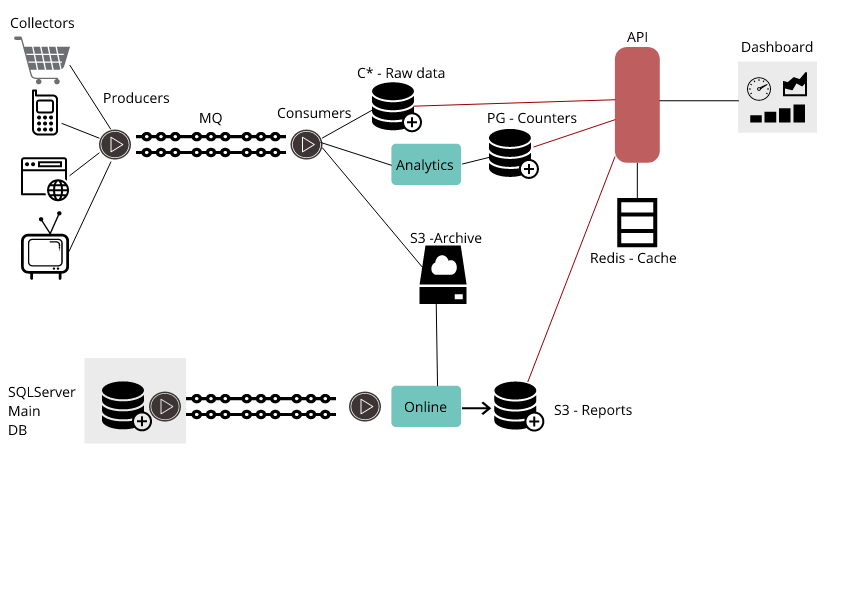 Collectors
API
Dashboard
C* - Raw data
Producers
MQ
Consumers
PG - Counters
Analytics
S3 -Archive
Redis - Cache
SQLServer
Main
DB
Online
S3 - Reports